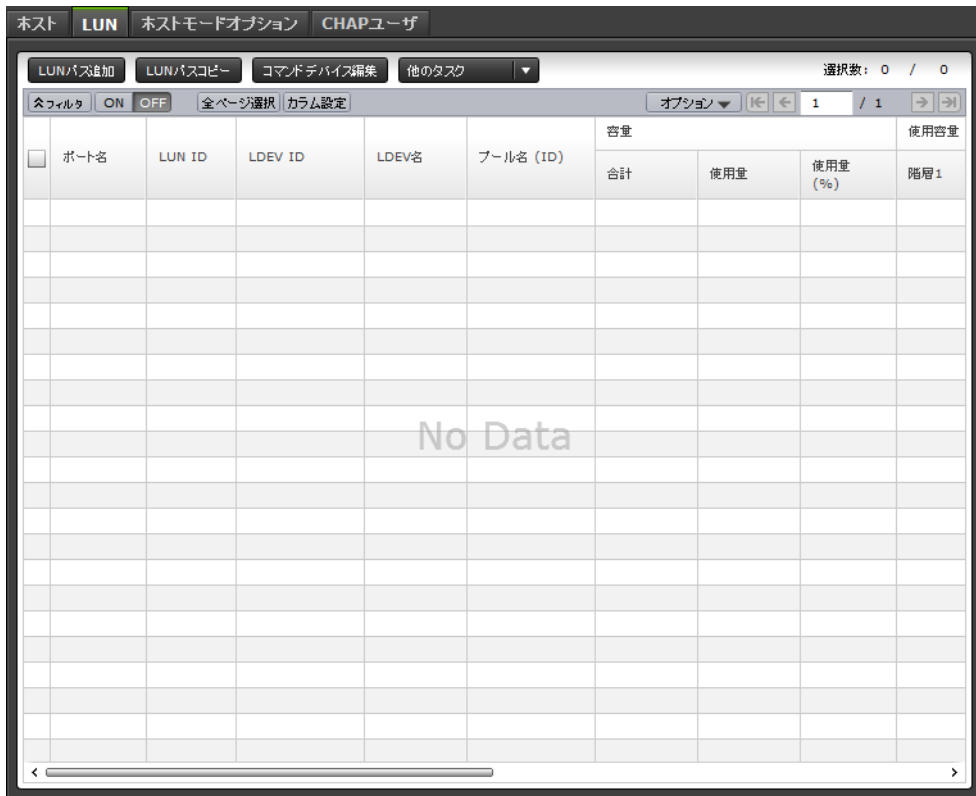 ホスト LUN ホストモードオプション CHAPユーザ
LUNパス追加 LUNパスコピー コマンドデバイス編集 他のタスク 選択数: 0 / 0
フィルタ ON OFF 全ページ選択 カラム設定 オプション 1 / 1
ポート名 LUN ID LDEV ID LDEV名 プール名 (ID) 容量 使用容量
合計 使用量 使用量 (%) 階層1
No Data